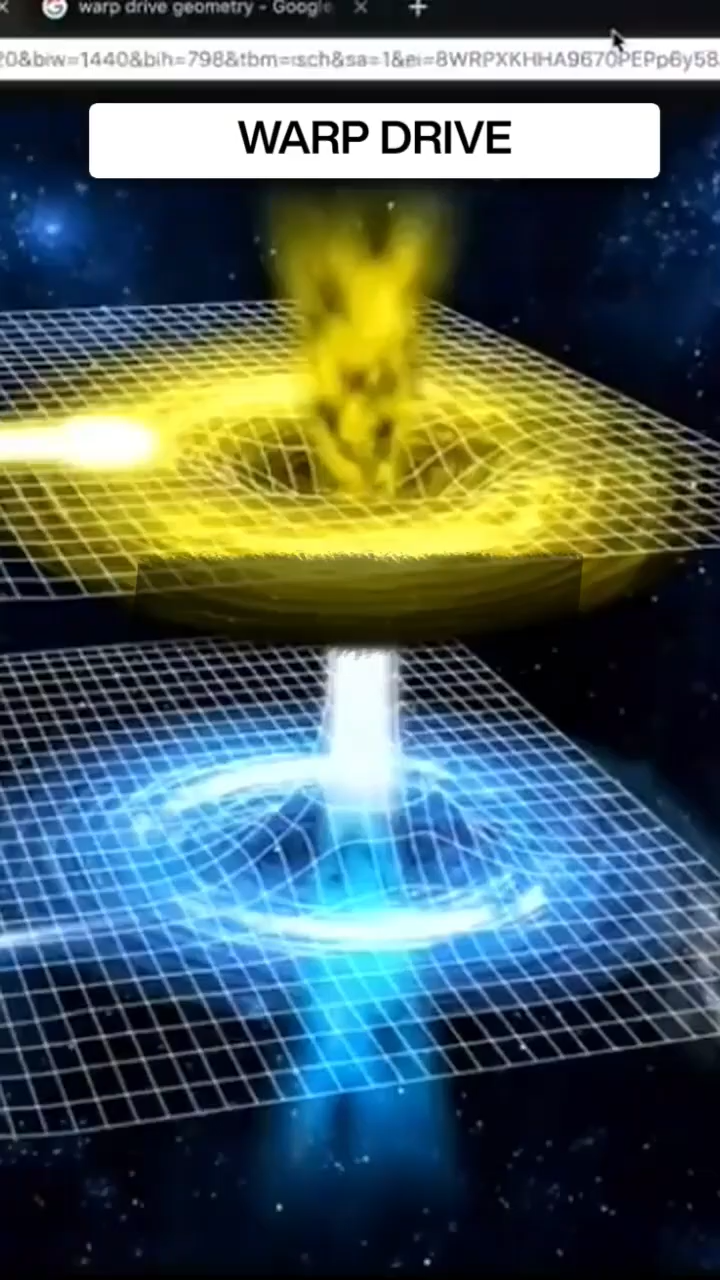 warp drive geometry - Google
20&biw=1440&bih=798&tbm=isch&sa=1&ei=8WRPXKHHA9670PEPp6y58
WARP DRIVE